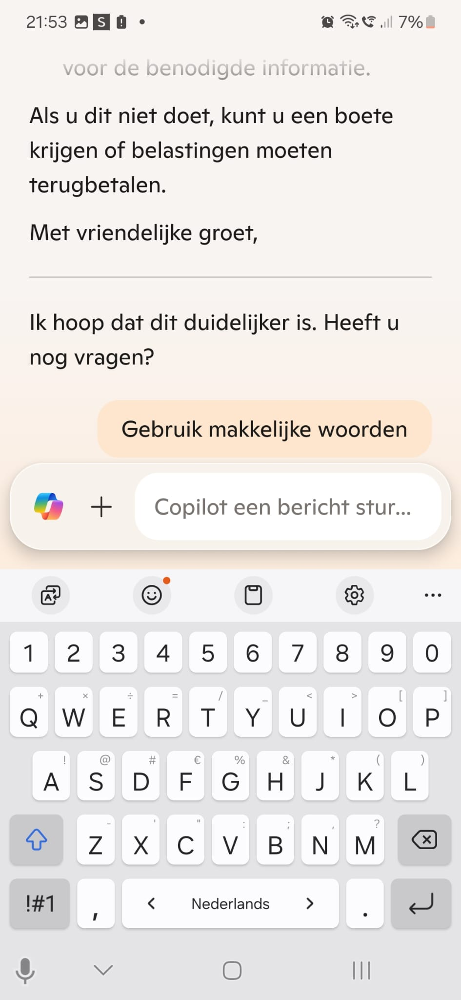 21:53 S 7%
voor de benodigde informatie.
Als u dit niet doet, kunt u een boete
krijgen of belastingen moeten
terugbetalen.
Met vriendelijke groet,
Ik hoop dat dit duidelijker is. Heeft u
nog vragen?
Gebruik makkelijke woorden
Copilot een bericht stur...
A
1 2 3 4 5 6 7 8 9 0
+ × ÷ = / _ < > [ ]
Q W E R T Y U I O P
! @ # € % & * ( )
A S D F G H J K L
- ' " : ; , ?
Z X C V B N M
!#1 , < Nederlands > .